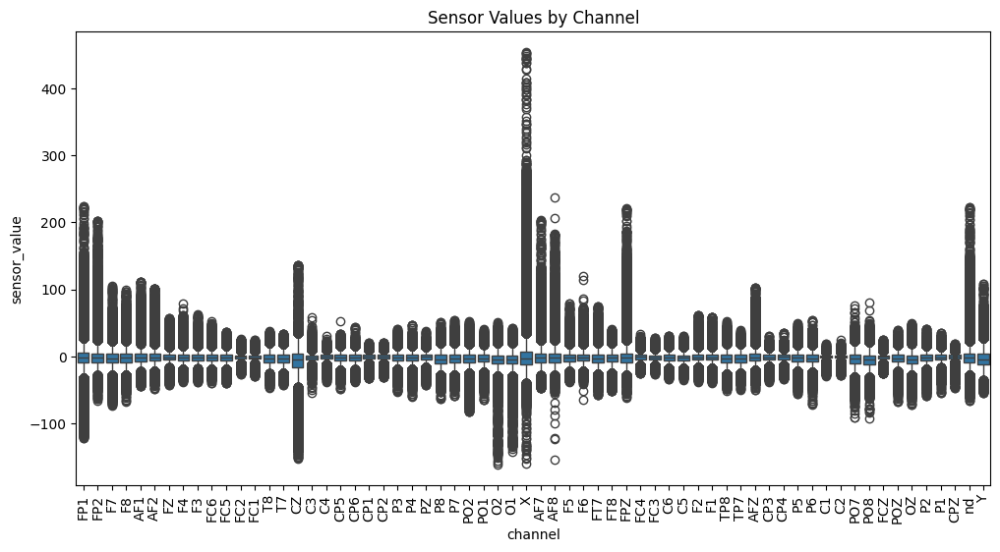 Sensor Values by Channel
sensor_value
400
300
200
100
0
−100
FP1 FP2 F7 F8 AF1 AF2 FZ F4 F3 FC6 FC5 FC2 FC1 T8 T7 CZ C3 C4 CP5 CP6 CP1 CP2 P3 P4 PZ P8 P7 PO2 PO1 O2 O1 X AF7 AF8 F5 F6 FT7 FT8 FPZ FC4 FC3 C6 C5 F2 F1 TP8 TP7 AFZ CP3 CP4 P5 P6 C1 C2 PO7 PO8 FCZ POZ OZ P2 P1 CPZ nd Y
channel